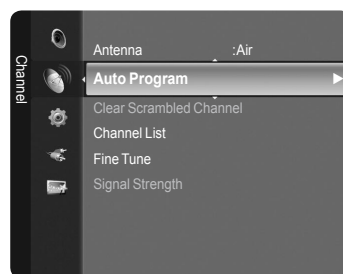 Channel
Antenna :Air
Auto Program
Clear Scrambled Channel
Channel List
Fine Tune
Signal Strength